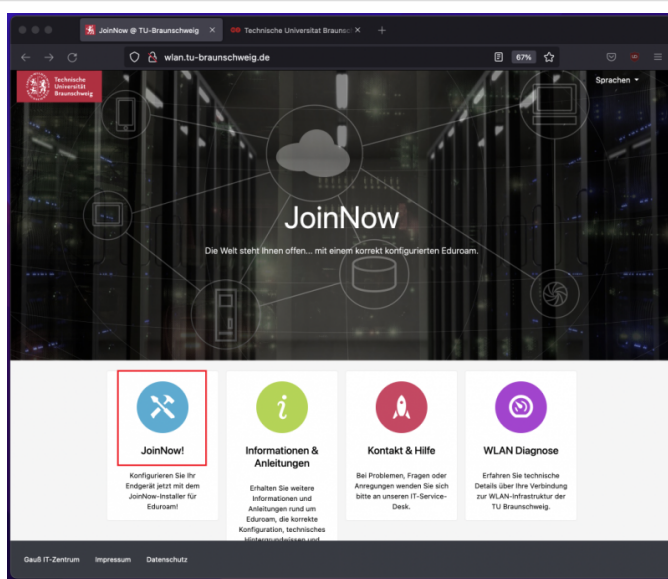 JoinNow @ TU-Braunschweig
Technische Universitat Braunsc
wlan.tu-braunschweig.de
67%
Technische
Universität
Braunschweig
Sprachen
JoinNow
Die Welt steht Ihnen offen... mit einem korrekt konfigurierten Eduroam.
JoinNow!
Konfigurieren Sie Ihr
Endgerät jetzt mit dem
JoinNow-Installer für
Eduroam!
Informationen &
Anleitungen
Erhalten Sie weitere
Informationen und
Anleitungen rund um
Eduroam, die korrekte
Konfiguration, technisches
Hintergrundwissen und
Kontakt & Hilfe
Bei Problemen, Fragen oder
Anregungen wenden Sie sich
bitte an unseren IT-Service-
Desk.
WLAN Diagnose
Erfahren Sie technische
Details über Ihre Verbindung
zur WLAN-Infrastruktur der
TU Braunschweig.
Gauß IT-Zentrum Impressum Datenschutz